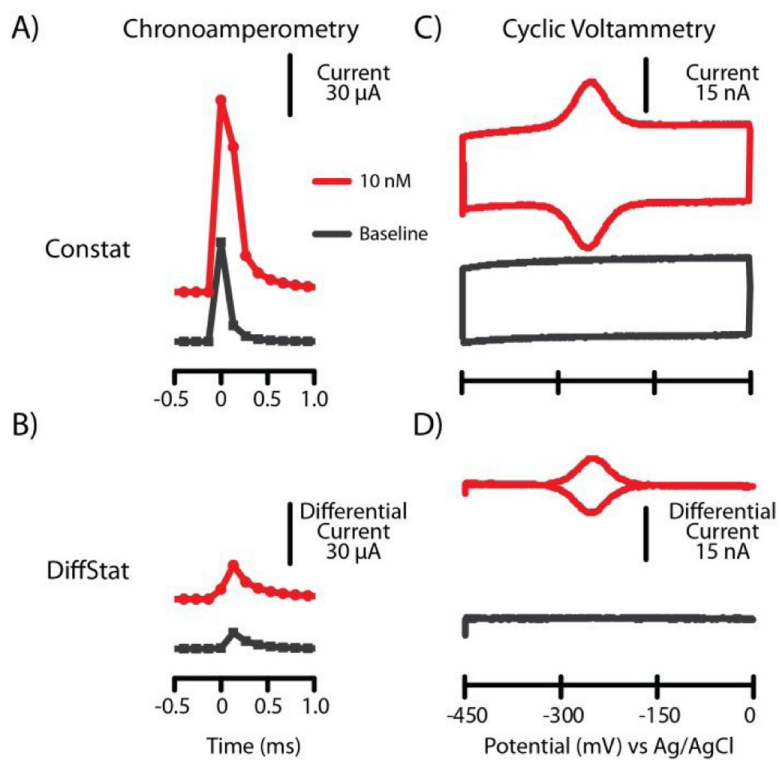 A)
Chronoamperometry
Current
30 µA
10 nM
Baseline
Constat
-0.5 0 0.5 1.0
C)
Cyclic Voltammetry
Current
15 nA
B)
Differential
Current
30 µA
DiffStat
-0.5 0 0.5 1.0
Time (ms)
D)
Differential
Current
15 nA
-450 -300 -150 0
Potential (mV) vs Ag/AgCl